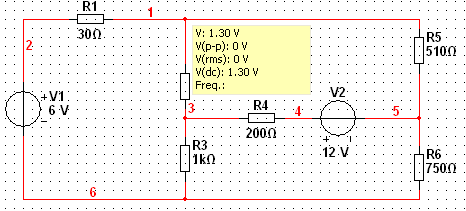 R1
1
30Ω
2
V: 1.30 V
V(p-p): 0 V
V(rms): 0 V
V(dc): 1.30 V
Freq.:
R5
510Ω
V1
6 V
+
−
3
R4
200Ω
4
V2
5
+ −
12 V
R3
1kΩ
R6
750Ω
6